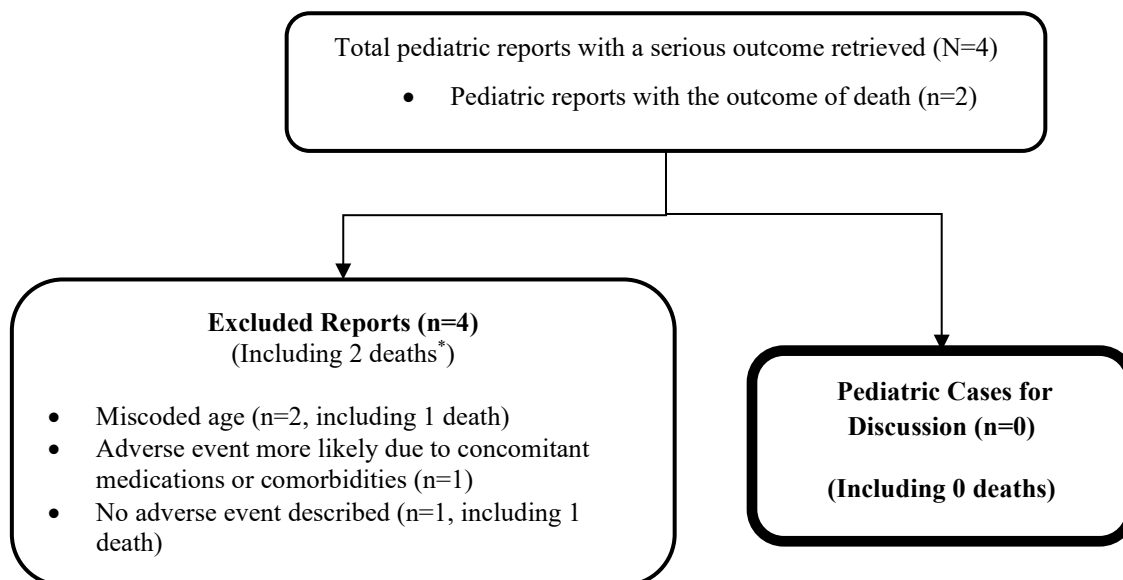 Total pediatric reports with a serious outcome retrieved (N=4)
• Pediatric reports with the outcome of death (n=2)
Excluded Reports (n=4)
(Including 2 deaths*)
• Miscoded age (n=2, including 1 death)
• Adverse event more likely due to concomitant
medications or comorbidities (n=1)
• No adverse event described (n=1, including 1
death)
Pediatric Cases for
Discussion (n=0)
(Including 0 deaths)